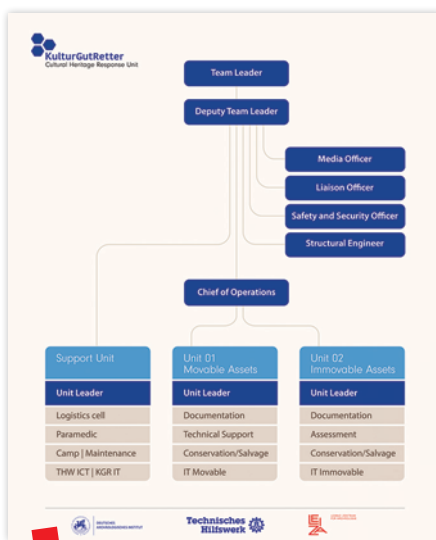 KulturGutRetter
Cultural Heritage Response Unit
Team Leader
Deputy Team Leader
Media Officer
Liaison Officer
Safety and Security Officer
Structural Engineer
Chief of Operations
Support Unit
Unit Leader
Logistics cell
Paramedic
Camp | Maintenance
THW ICT | KGR IT
Unit 01
Movable Assets
Unit Leader
Documentation
Technical Support
Conservation/Salvage
IT Movable
Unit 02
Immovable Assets
Unit Leader
Documentation
Assessment
Conservation/Salvage
IT Immovable
DEUTSCHES
ARCHÄOLOGISCHES INSTITUT
Technisches
Hilfswerk